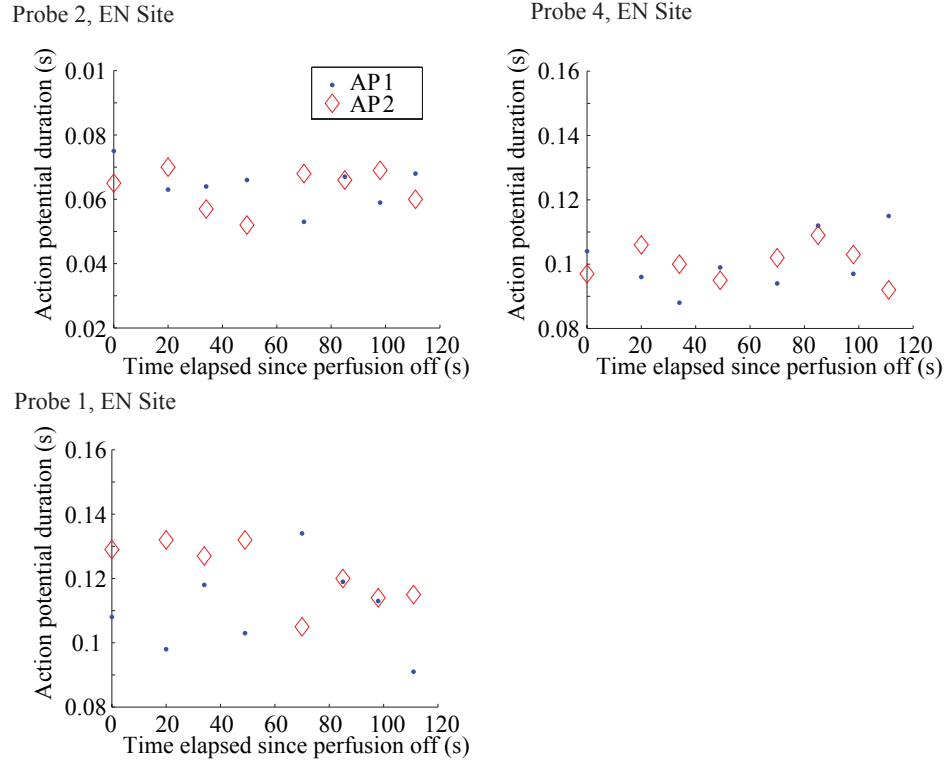 Probe 2, EN Site
Action potential duration (s)
0.01
0.08
0.06
0.04
0.02
0 20 40 60 80 100 120
Time elapsed since perfusion off (s)
AP1
AP2
Probe 4, EN Site
Action potential duration (s)
0.16
0.14
0.12
0.1
0.08
0 20 40 60 80 100 120
Time elapsed since perfusion off (s)
Probe 1, EN Site
Action potential duration (s)
0.16
0.14
0.12
0.1
0.08
0 20 40 60 80 100 120
Time elapsed since perfusion off (s)